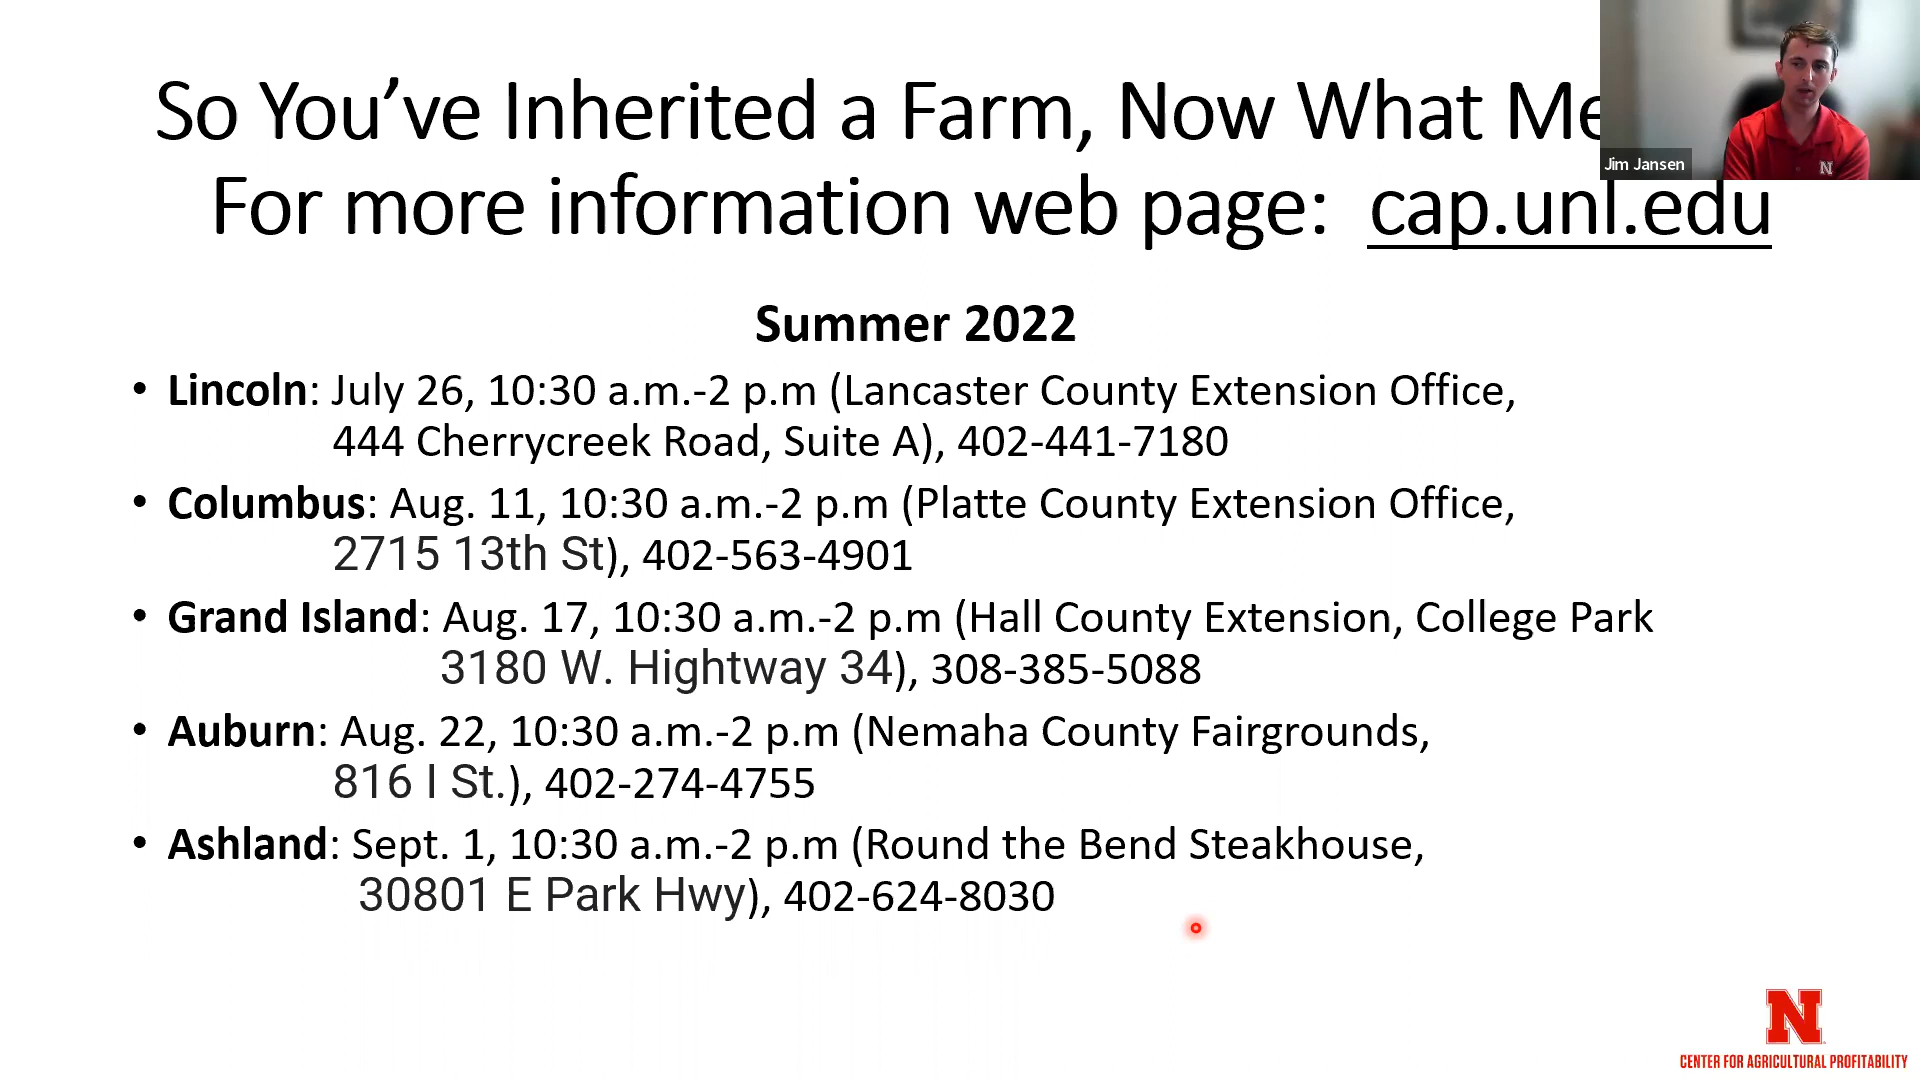 So You’ve Inherited a Farm, Now What
For more information web page: cap.unl.edu
Jim Jansen
N
Summer 2022
• Lincoln: July 26, 10:30 a.m.-2 p.m (Lancaster County Extension Office,
444 Cherrycreek Road, Suite A), 402-441-7180
• Columbus: Aug. 11, 10:30 a.m.-2 p.m (Platte County Extension Office,
2715 13th St), 402-563-4901
• Grand Island: Aug. 17, 10:30 a.m.-2 p.m (Hall County Extension, College Park
3180 W. Hightway 34), 308-385-5088
• Auburn: Aug. 22, 10:30 a.m.-2 p.m (Nemaha County Fairgrounds,
816 I St.), 402-274-4755
• Ashland: Sept. 1, 10:30 a.m.-2 p.m (Round the Bend Steakhouse,
30801 E Park Hwy), 402-624-8030
N
CENTER FOR AGRICULTURAL PROFITABILITY